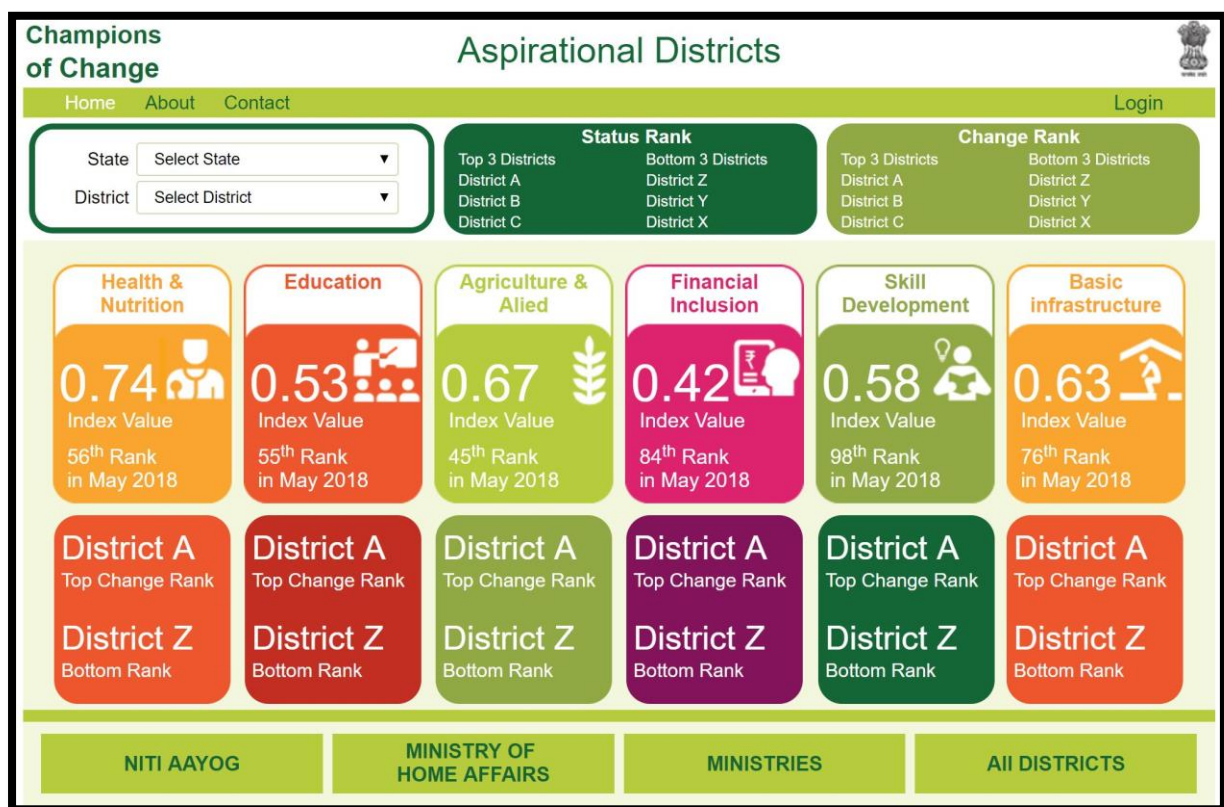 Champions
of Change
Aspirational Districts
Home About Contact Login
State Select State
District Select District
Status Rank
Top 3 Districts Bottom 3 Districts
District A District Z
District B District Y
District C District X
Change Rank
Top 3 Districts Bottom 3 Districts
District A District Z
District B District Y
District C District X
Health &
Nutrition
0.74
Index Value
56th Rank
in May 2018
Education
0.53
Index Value
55th Rank
in May 2018
Agriculture &
Alied
0.67
Index Value
45th Rank
in May 2018
Financial
Inclusion
0.42
₹
Index Value
84th Rank
in May 2018
Skill
Development
0.58
Index Value
98th Rank
in May 2018
Basic
infrastructure
0.63
Index Value
76th Rank
in May 2018
District A
Top Change Rank
District Z
Bottom Rank
District A
Top Change Rank
District Z
Bottom Rank
District A
Top Change Rank
District Z
Bottom Rank
District A
Top Change Rank
District Z
Bottom Rank
District A
Top Change Rank
District Z
Bottom Rank
District A
Top Change Rank
District Z
Bottom Rank
NITI AAYOG
MINISTRY OF
HOME AFFAIRS
MINISTRIES
All DISTRICTS